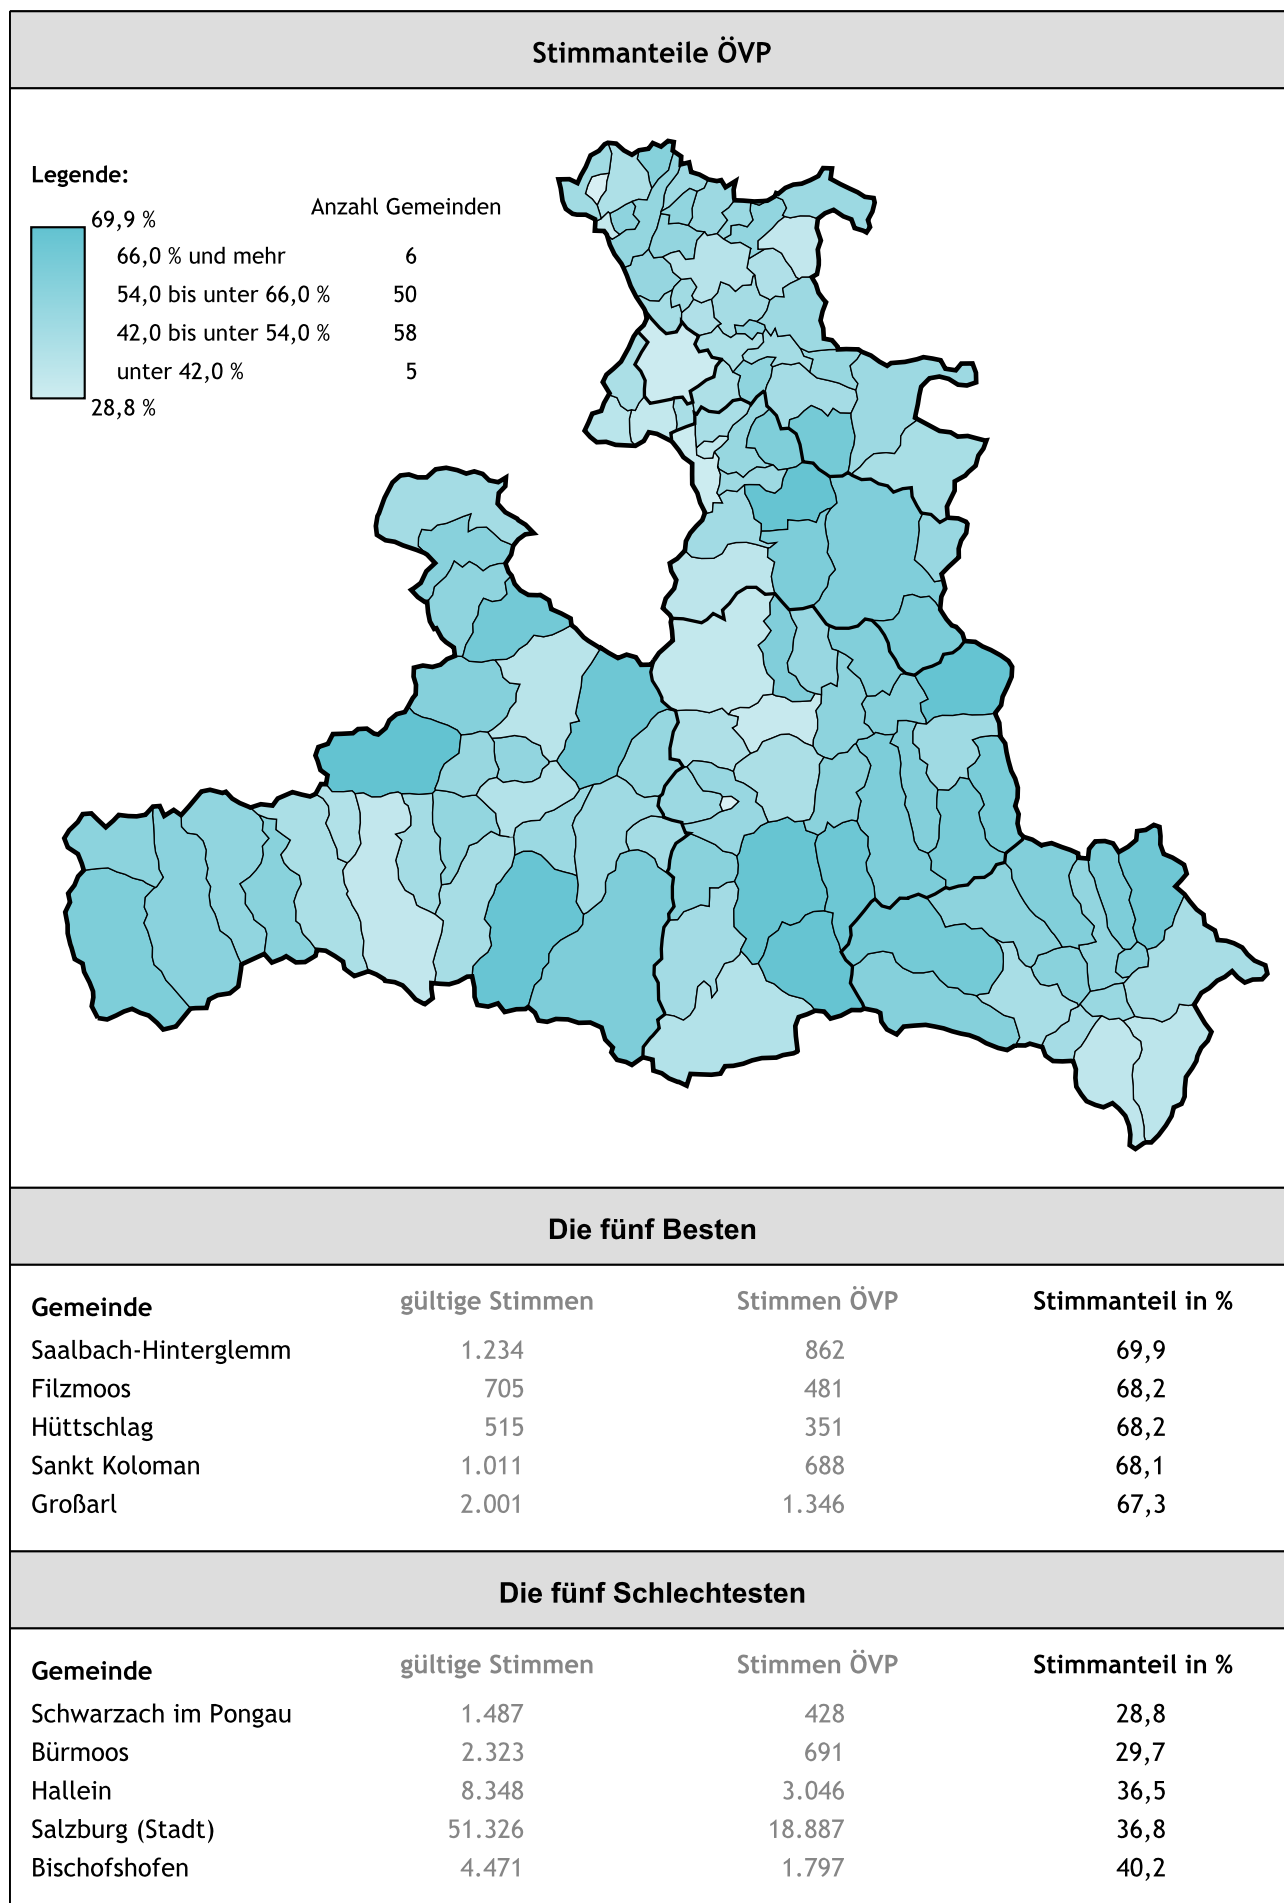 Stimmanteile ÖVP
Legende:
Anzahl Gemeinden
69,9 %
66,0 % und mehr 6
54,0 bis unter 66,0 % 50
42,0 bis unter 54,0 % 58
unter 42,0 % 5
28,8 %
Die fünf Besten
Gemeinde gültige Stimmen Stimmen ÖVP Stimmanteil in %
Saalbach-Hinterglemm 1.234 862 69,9
Filzmoos 705 481 68,2
Hüttschlag 515 351 68,2
Sankt Koloman 1.011 688 68,1
Großarl 2.001 1.346 67,3
Die fünf Schlechtesten
Gemeinde gültige Stimmen Stimmen ÖVP Stimmanteil in %
Schwarzach im Pongau 1.487 428 28,8
Bürmoos 2.323 691 29,7
Hallein 8.348 3.046 36,5
Salzburg (Stadt) 51.326 18.887 36,8
Bischofshofen 4.471 1.797 40,2